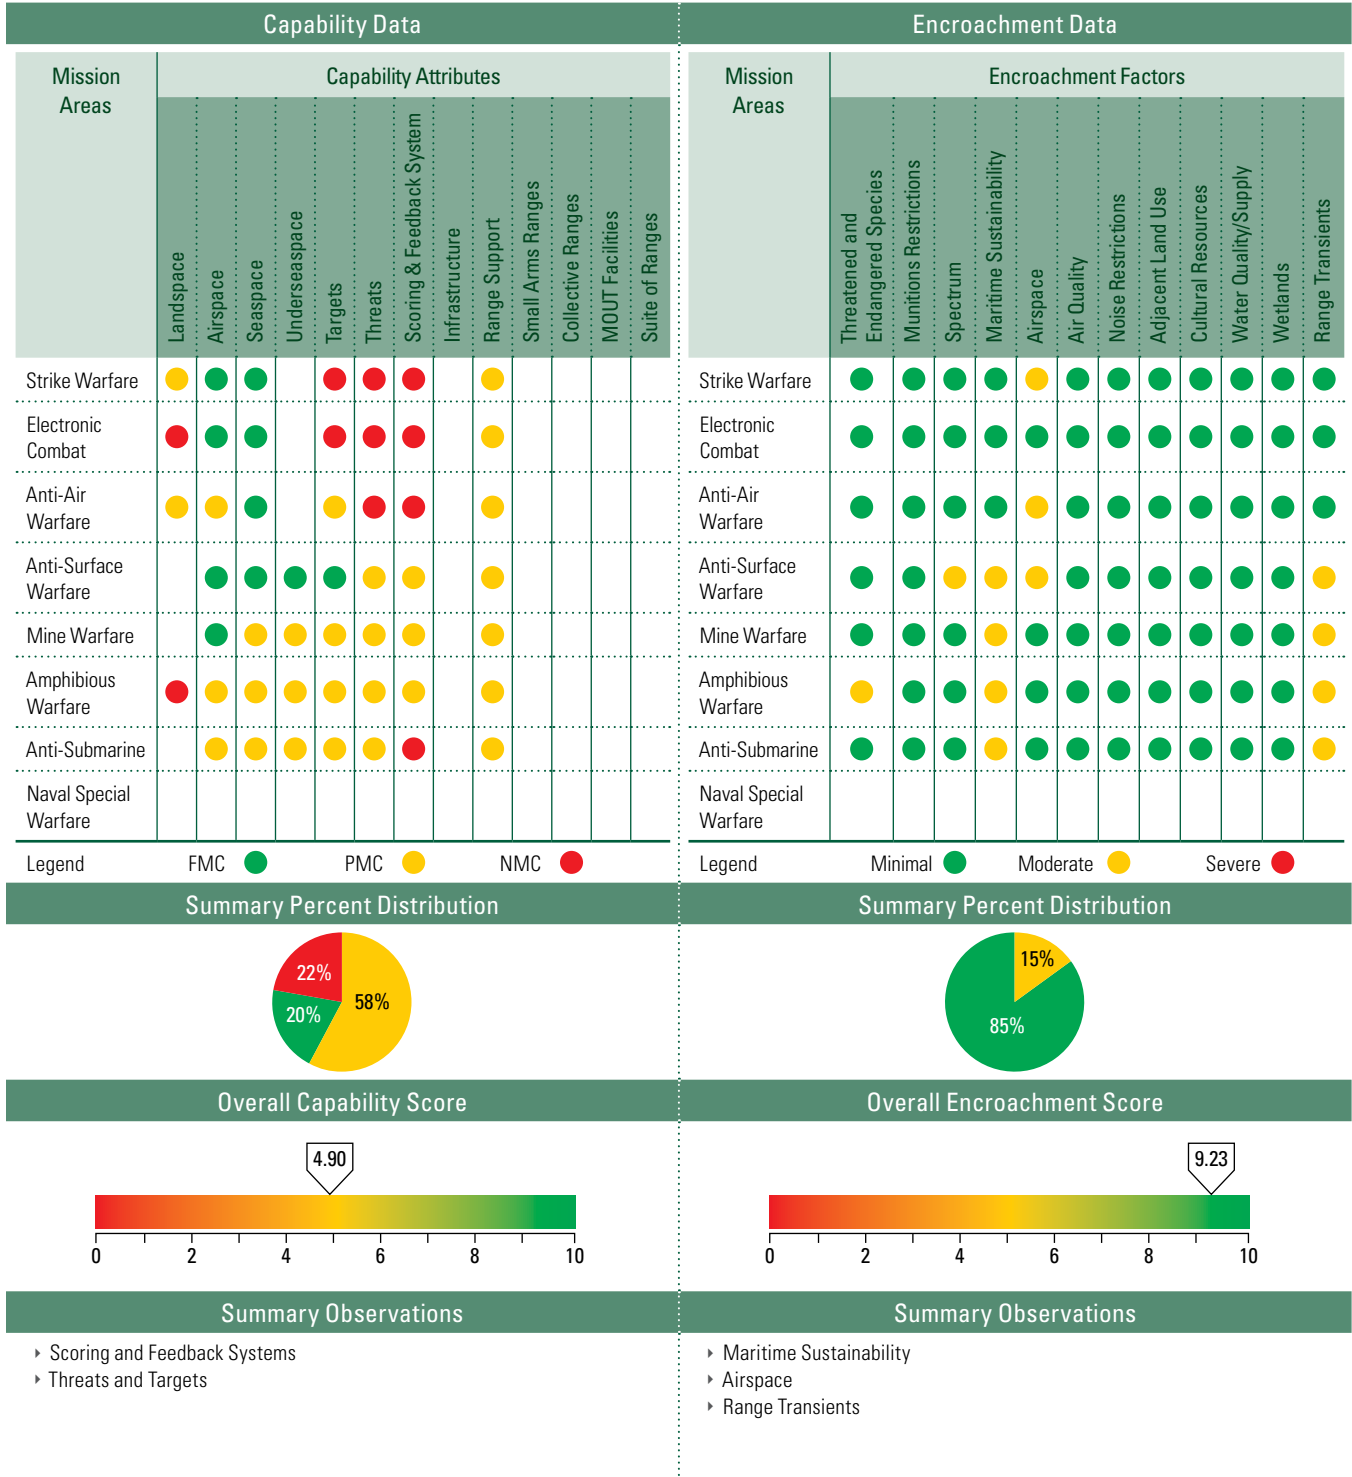 Capability Data
Mission
Areas
Capability Attributes
Landspace
Airspace
Seaspace
Underseaspace
Targets
Threats
Scoring & Feedback System
Infrastructure
Range Support
Small Arms Ranges
Collective Ranges
MOUT Facilities
Suite of Ranges
Strike Warfare
Electronic
Combat
Anti-Air
Warfare
Anti-Surface
Warfare
Mine Warfare
Amphibious
Warfare
Anti-Submarine
Naval Special
Warfare
Legend FMC PMC NMC
Summary Percent Distribution
22%
58%
20%
Overall Capability Score
4.90
0 2 4 6 8 10
Summary Observations
‣ Scoring and Feedback Systems
‣ Threats and Targets
Encroachment Data
Mission
Areas
Encroachment Factors
Threatened and
Endangered Species
Munitions Restrictions
Spectrum
Maritime Sustainability
Airspace
Air Quality
Noise Restrictions
Adjacent Land Use
Cultural Resources
Water Quality/Supply
Wetlands
Range Transients
Strike Warfare
Electronic
Combat
Anti-Air
Warfare
Anti-Surface
Warfare
Mine Warfare
Amphibious
Warfare
Anti-Submarine
Naval Special
Warfare
Legend Minimal Moderate Severe
Summary Percent Distribution
15%
85%
Overall Encroachment Score
9.23
0 2 4 6 8 10
Summary Observations
‣ Maritime Sustainability
‣ Airspace
‣ Range Transients